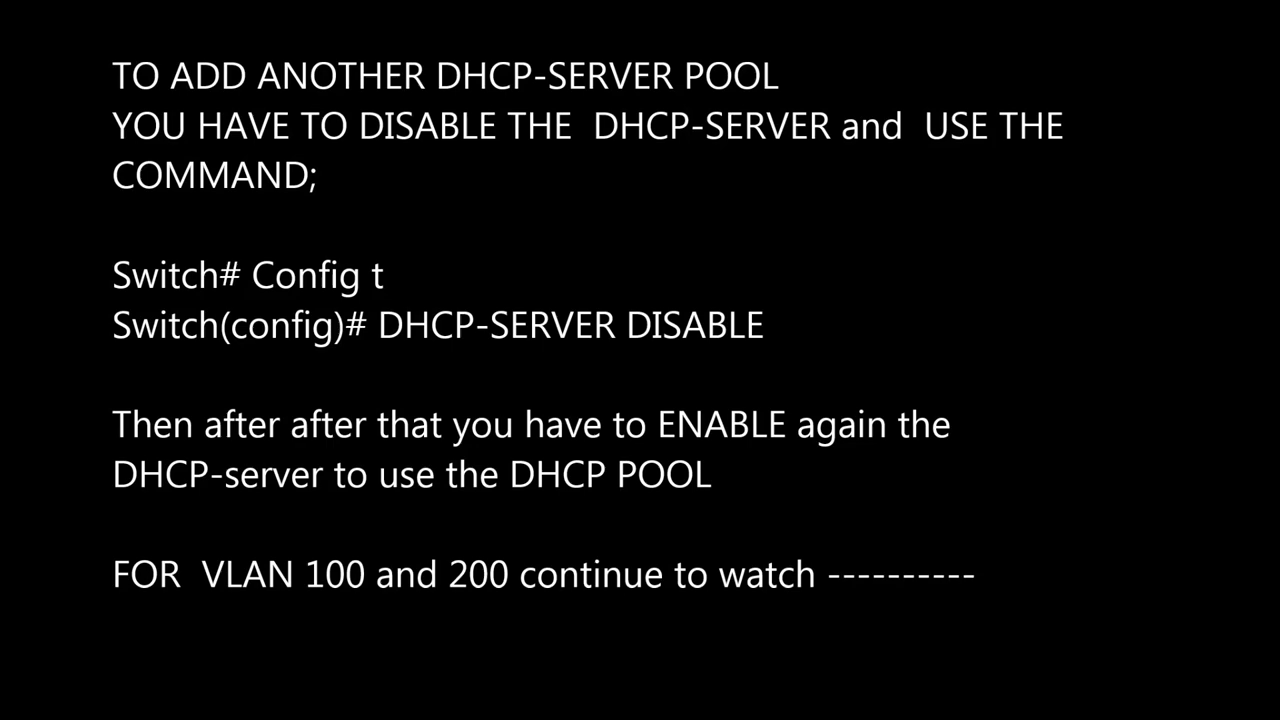 TO ADD ANOTHER DHCP-SERVER POOL
YOU HAVE TO DISABLE THE  DHCP-SERVER and  USE THE
COMMAND;
Switch# Config t
Switch(config)# DHCP-SERVER DISABLE
Then after after that you have to ENABLE again the
DHCP-server to use the DHCP POOL
FOR  VLAN 100 and 200 continue to watch ----------